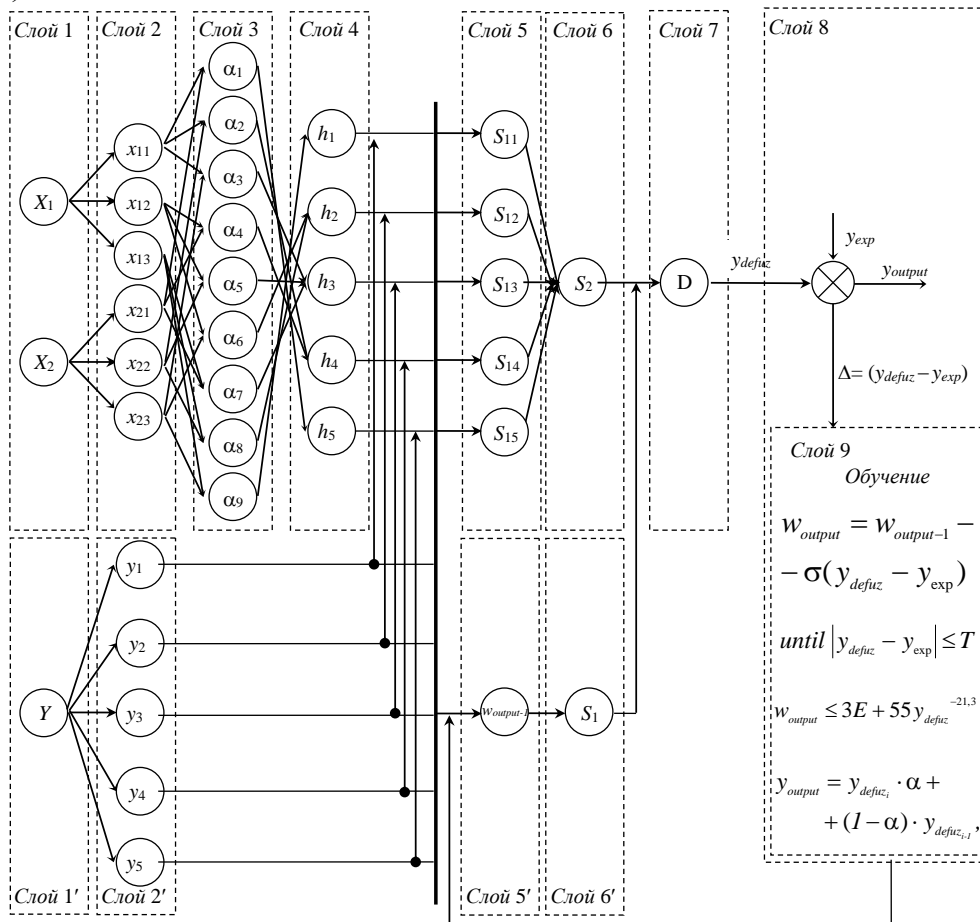 Слой 1
Слой 2
Слой 3
Слой 4
Слой 5
Слой 6
Слой 7
Слой 8
X1
X2
x11
x12
x13
x21
x22
x23
α1
α2
α3
α4
α5
α6
α7
α8
α9
h1
h2
h3
h4
h5
S11
S12
S13
S14
S15
S2
D
ydefuz
yexp
youtput
Δ= (ydefuz − yexp)
Слой 9
Обучение
woutput = woutput−1 −
− σ(ydefuz − yexp)
until |ydefuz − yexp| ≤ T
woutput ≤ 3E + 55 ydefuz −21,3
youtput = ydefuzi · α +
+ (1−α) · ydefuzi-1,
Y
y1
y2
y3
y4
y5
woutput-1
S1
Слой 1′
Слой 2′
Слой 5′
Слой 6′